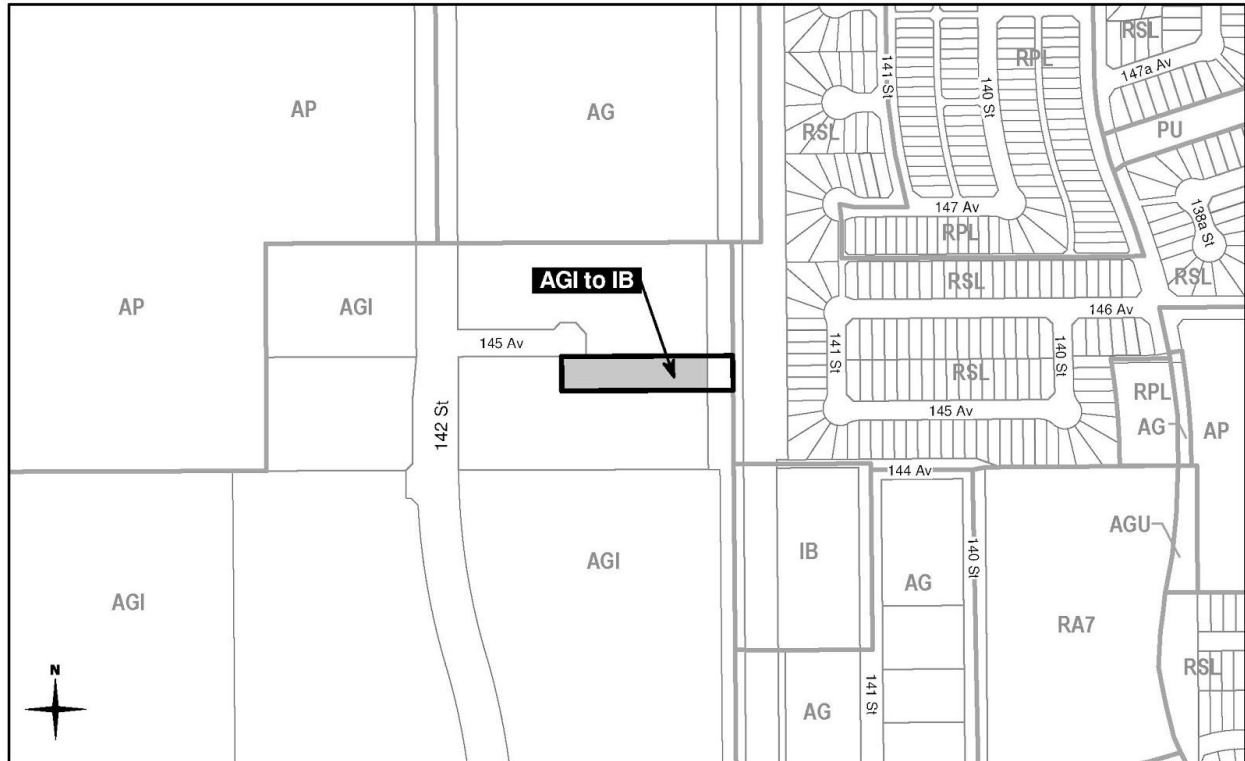 RSL
147a Av
AP
AG
141 St
140 St
RPL
PU
RSL
147 Av
RPL
138a St
AGI to IB
RSL
RSL
AP
AGI
146 Av
145 Av
141 St
RSL
140 St
RPL
AG
AP
142 St
145 Av
144 Av
AGU
IB
140 St
AGI
AG
AGI
RA7
RSL
N
141 St
AG